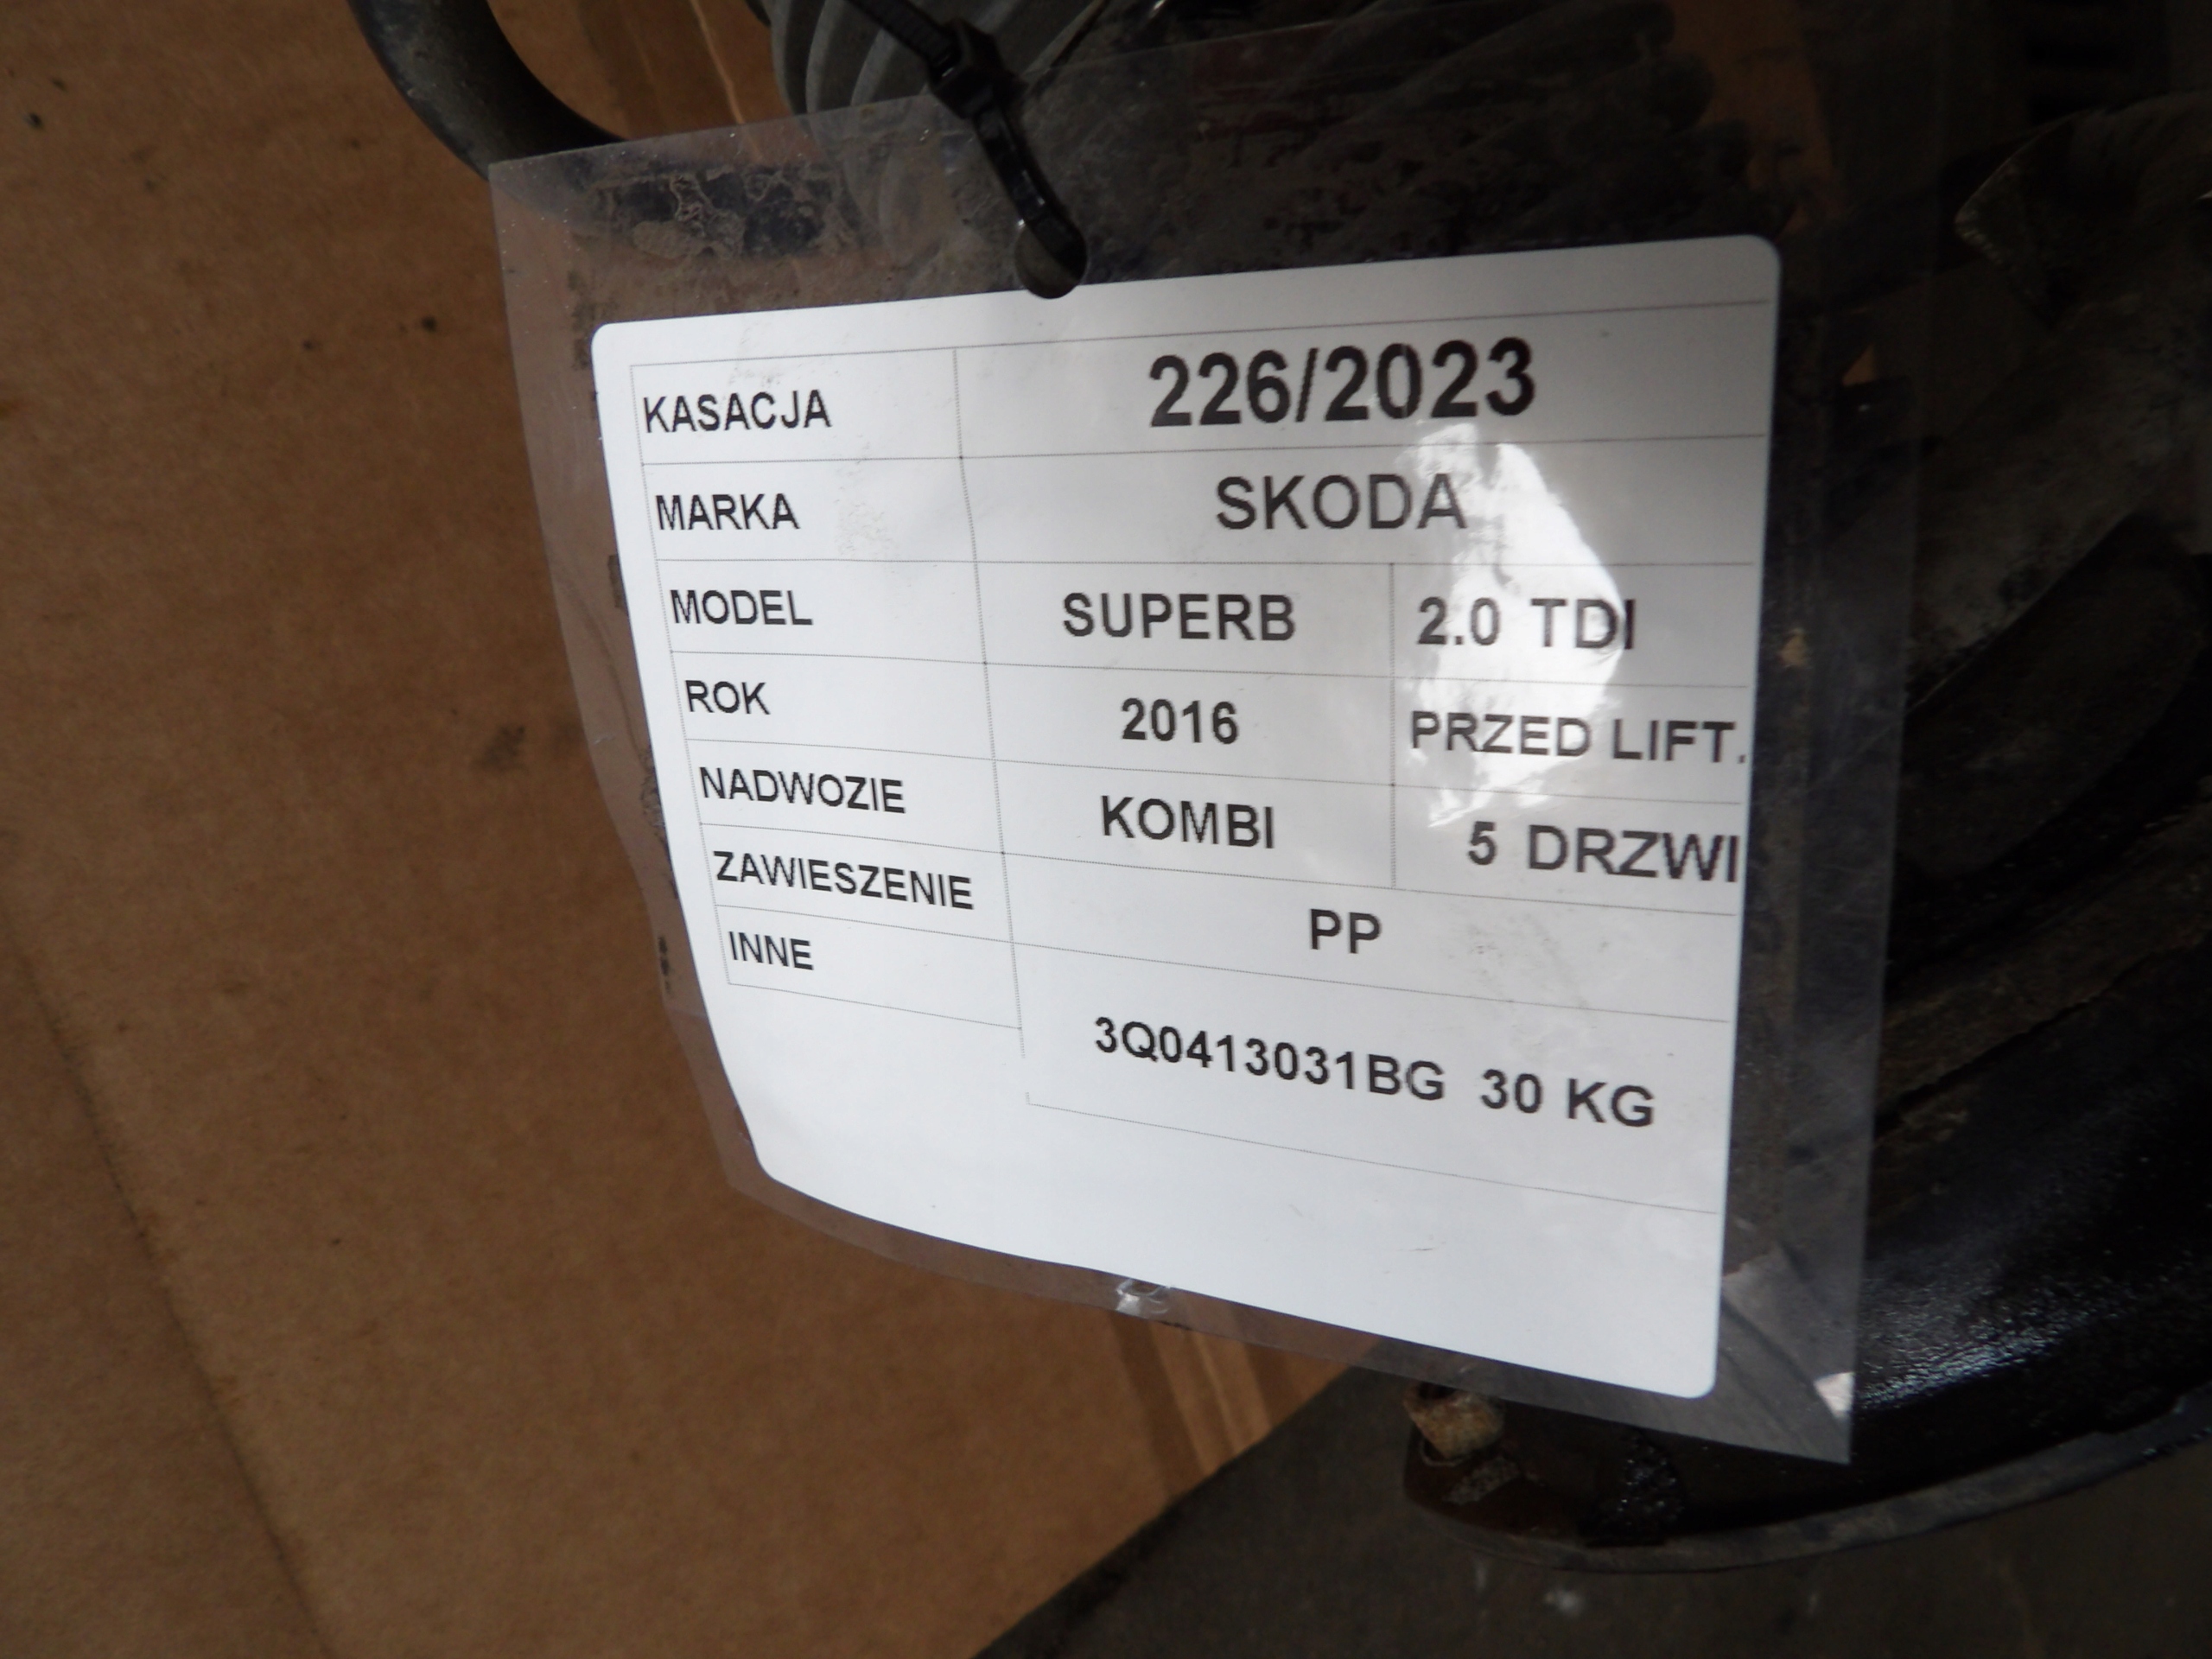 KASACJA 226/2023
MARKA SKODA
MODEL SUPERB 2.0 TDI
ROK 2016 PRZED LIFT.
NADWOZIE KOMBI 5 DRZWI
ZAWIESZENIE PP
INNE 3Q0413031BG 30 KG